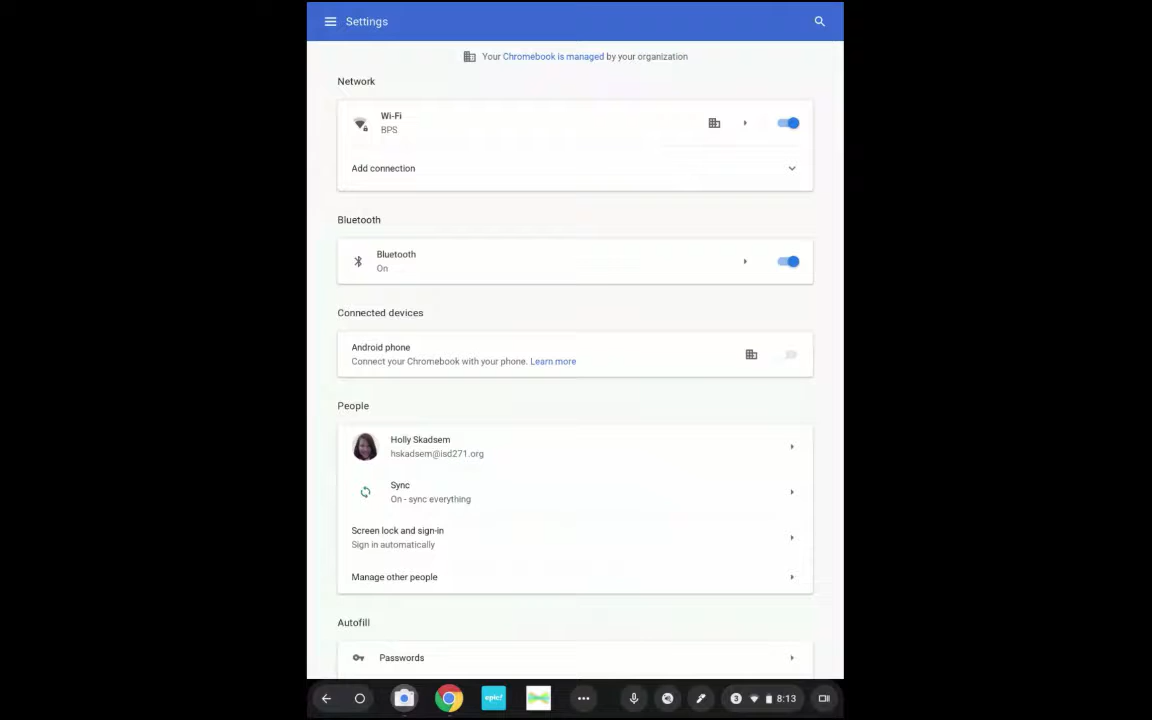 Settings
Your Chromebook is managed by your organization
Network
Wi-Fi
BPS
Add connection
Bluetooth
Bluetooth
On
Connected devices
Android phone
Connect your Chromebook with your phone. Learn more
People
Holly Skadsem
hskadsem@isd271.org
Sync
On - sync everything
Screen lock and sign-in
Sign in automatically
Manage other people
Autofill
Passwords
epic!
3
8:13